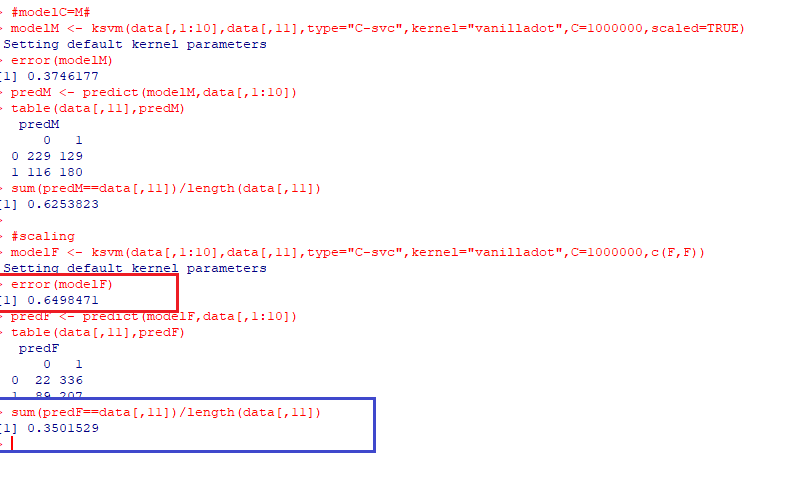 > #modelC=M#
> modelM <- ksvm(data[,1:10],data[,11],type="C-svc",kernel="vanilladot",C=1000000,scaled=TRUE)
Setting default kernel parameters
> error(modelM)
[1] 0.3746177
> predM <- predict(modelM,data[,1:10])
> table(data[,11],predM)
predM
0 1
0 229 129
1 116 180
> sum(predM==data[,11])/length(data[,11])
[1] 0.6253823
>
> #scaling
> modelF <- ksvm(data[,1:10],data[,11],type="C-svc",kernel="vanilladot",C=1000000,c(F,F))
Setting default kernel parameters
> error(modelF)
[1] 0.6498471
> predF <- predict(modelF,data[,1:10])
> table(data[,11],predF)
predF
0 1
0 22 336
1 89 207
> sum(predF==data[,11])/length(data[,11])
[1] 0.3501529
>